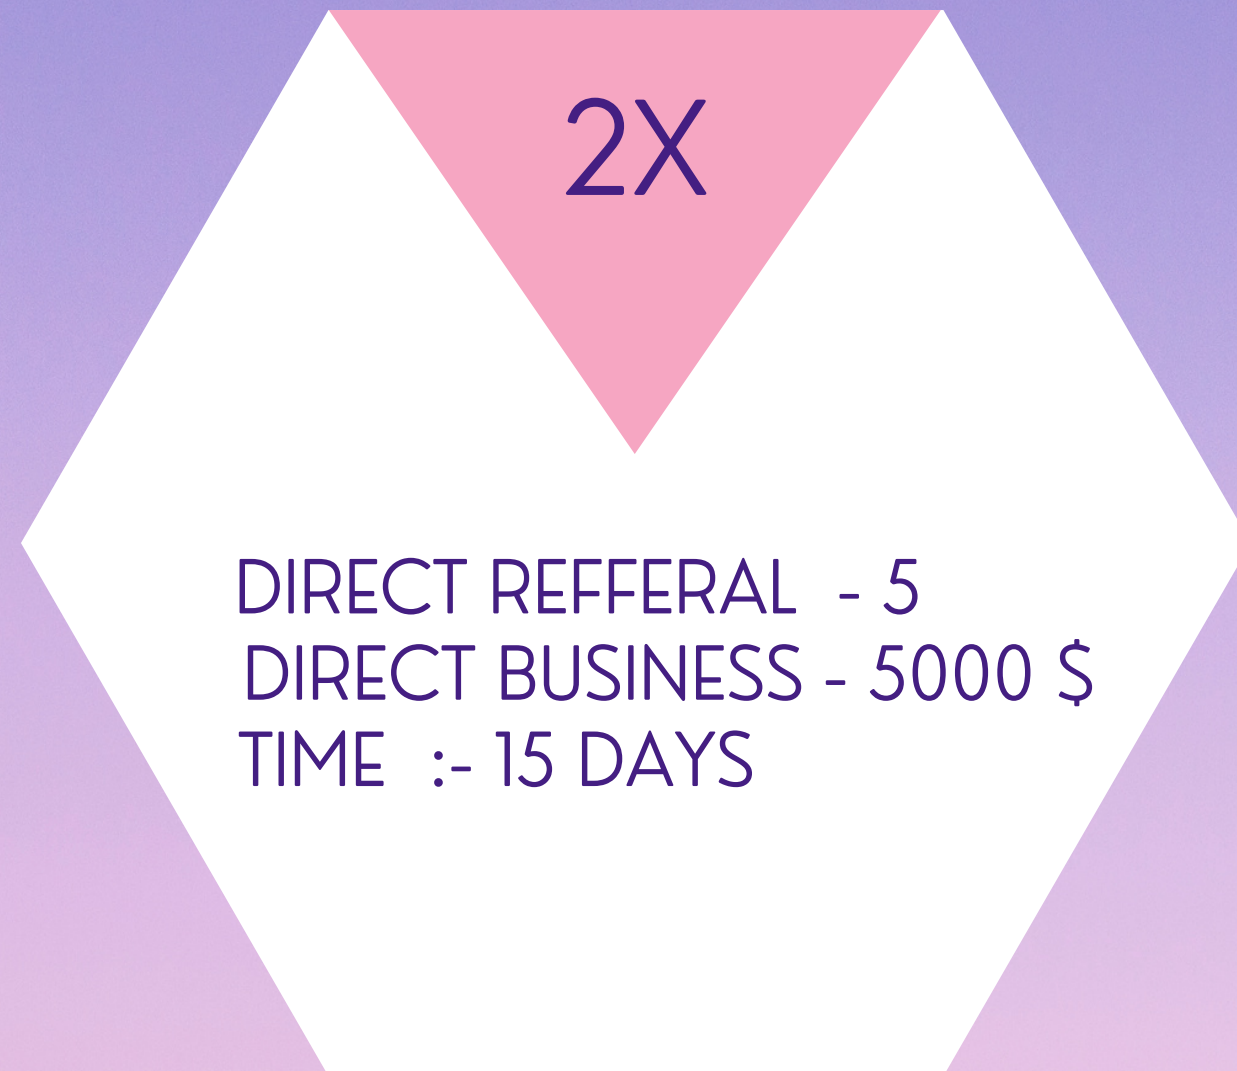 2X
DIRECT REFFERAL - 5
DIRECT BUSINESS - 5000 $
TIME :- 15 DAYS